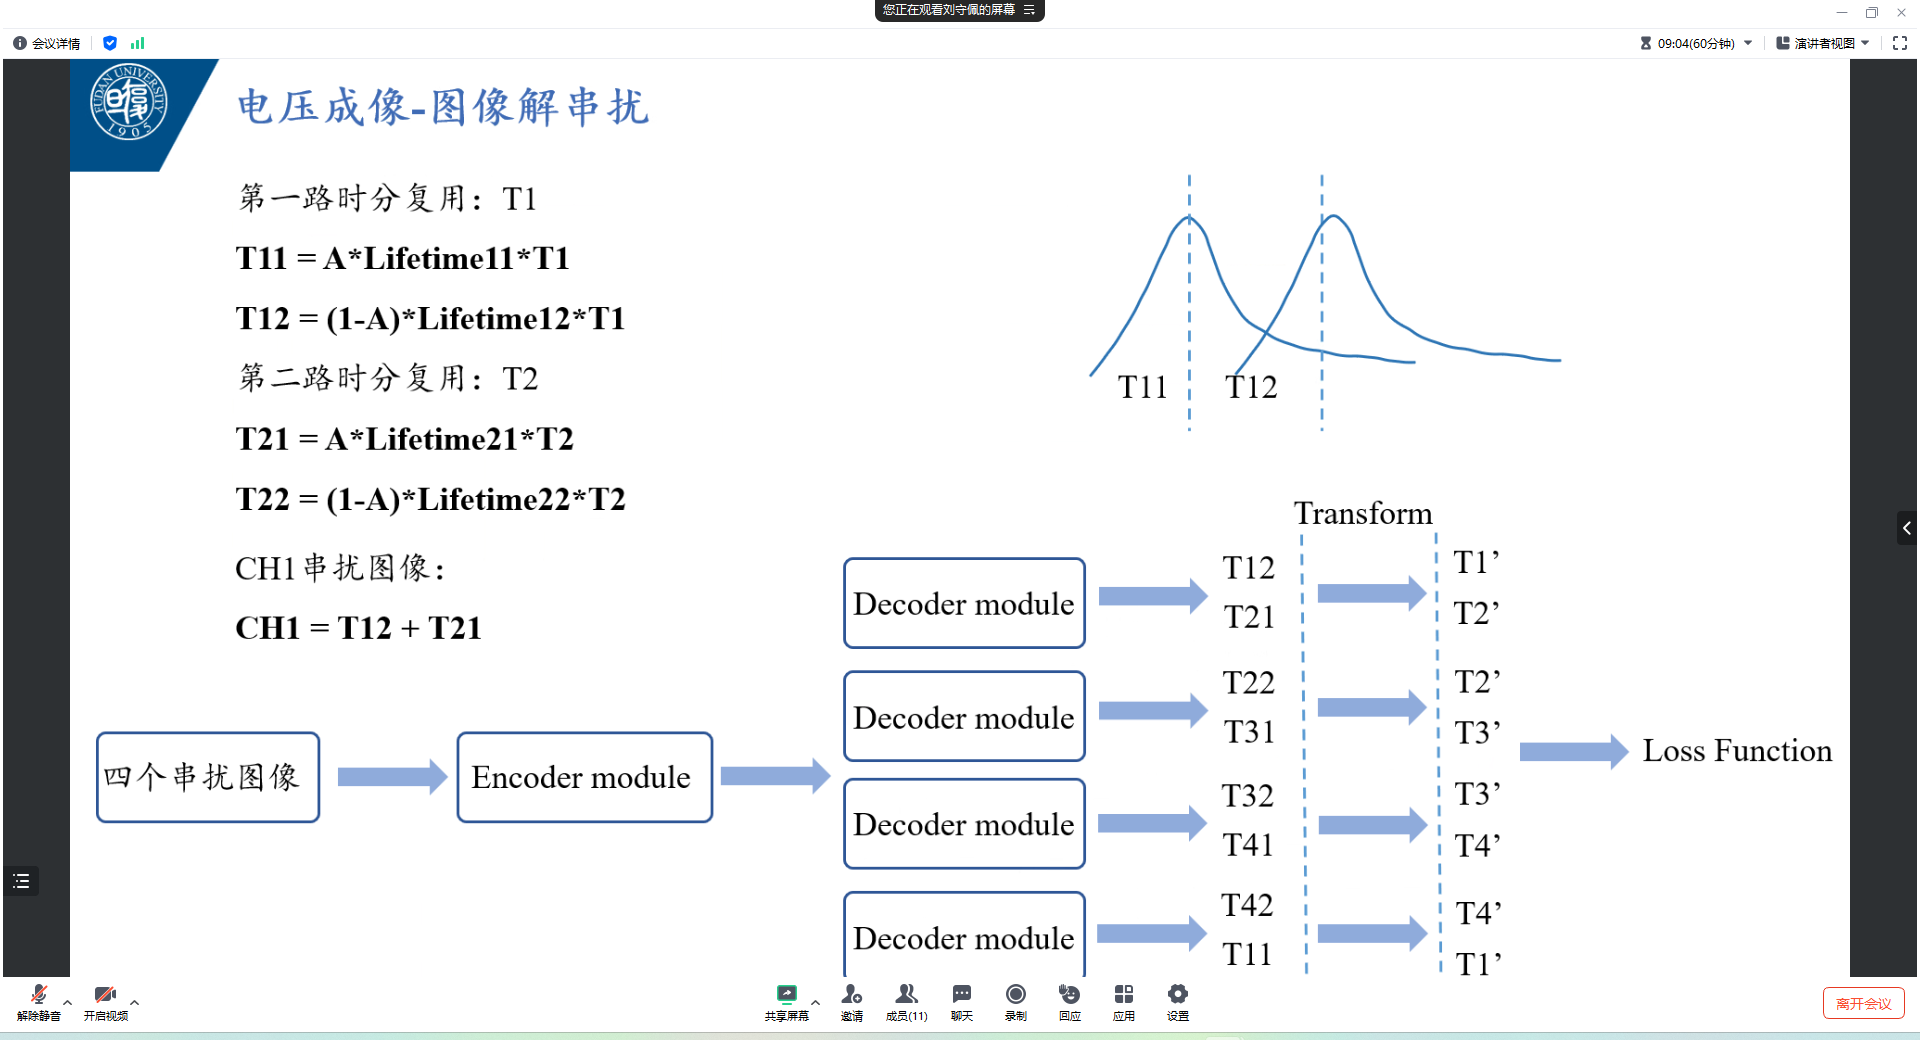 您正在观看刘守佩的屏幕
会议详情
09:04(60分钟)
演讲者视图
FUDAN UNIVERSITY
1905
电压成像-图像解串扰
第一路时分复用：T1
T11 = A*Lifetime11*T1
T12 = (1-A)*Lifetime12*T1
第二路时分复用：T2
T21 = A*Lifetime21*T2
T22 = (1-A)*Lifetime22*T2
CH1串扰图像：
CH1 = T12 + T21
T11
T12
四个串扰图像
Encoder module
Decoder module
Decoder module
Decoder module
Decoder module
Transform
T12
T21
T22
T31
T32
T41
T42
T11
T1’
T2’
T2’
T3’
T3’
T4’
T4’
T1’
Loss Function
解除静音
开启视频
共享屏幕
邀请
成员(11)
聊天
录制
回应
应用
设置
离开会议